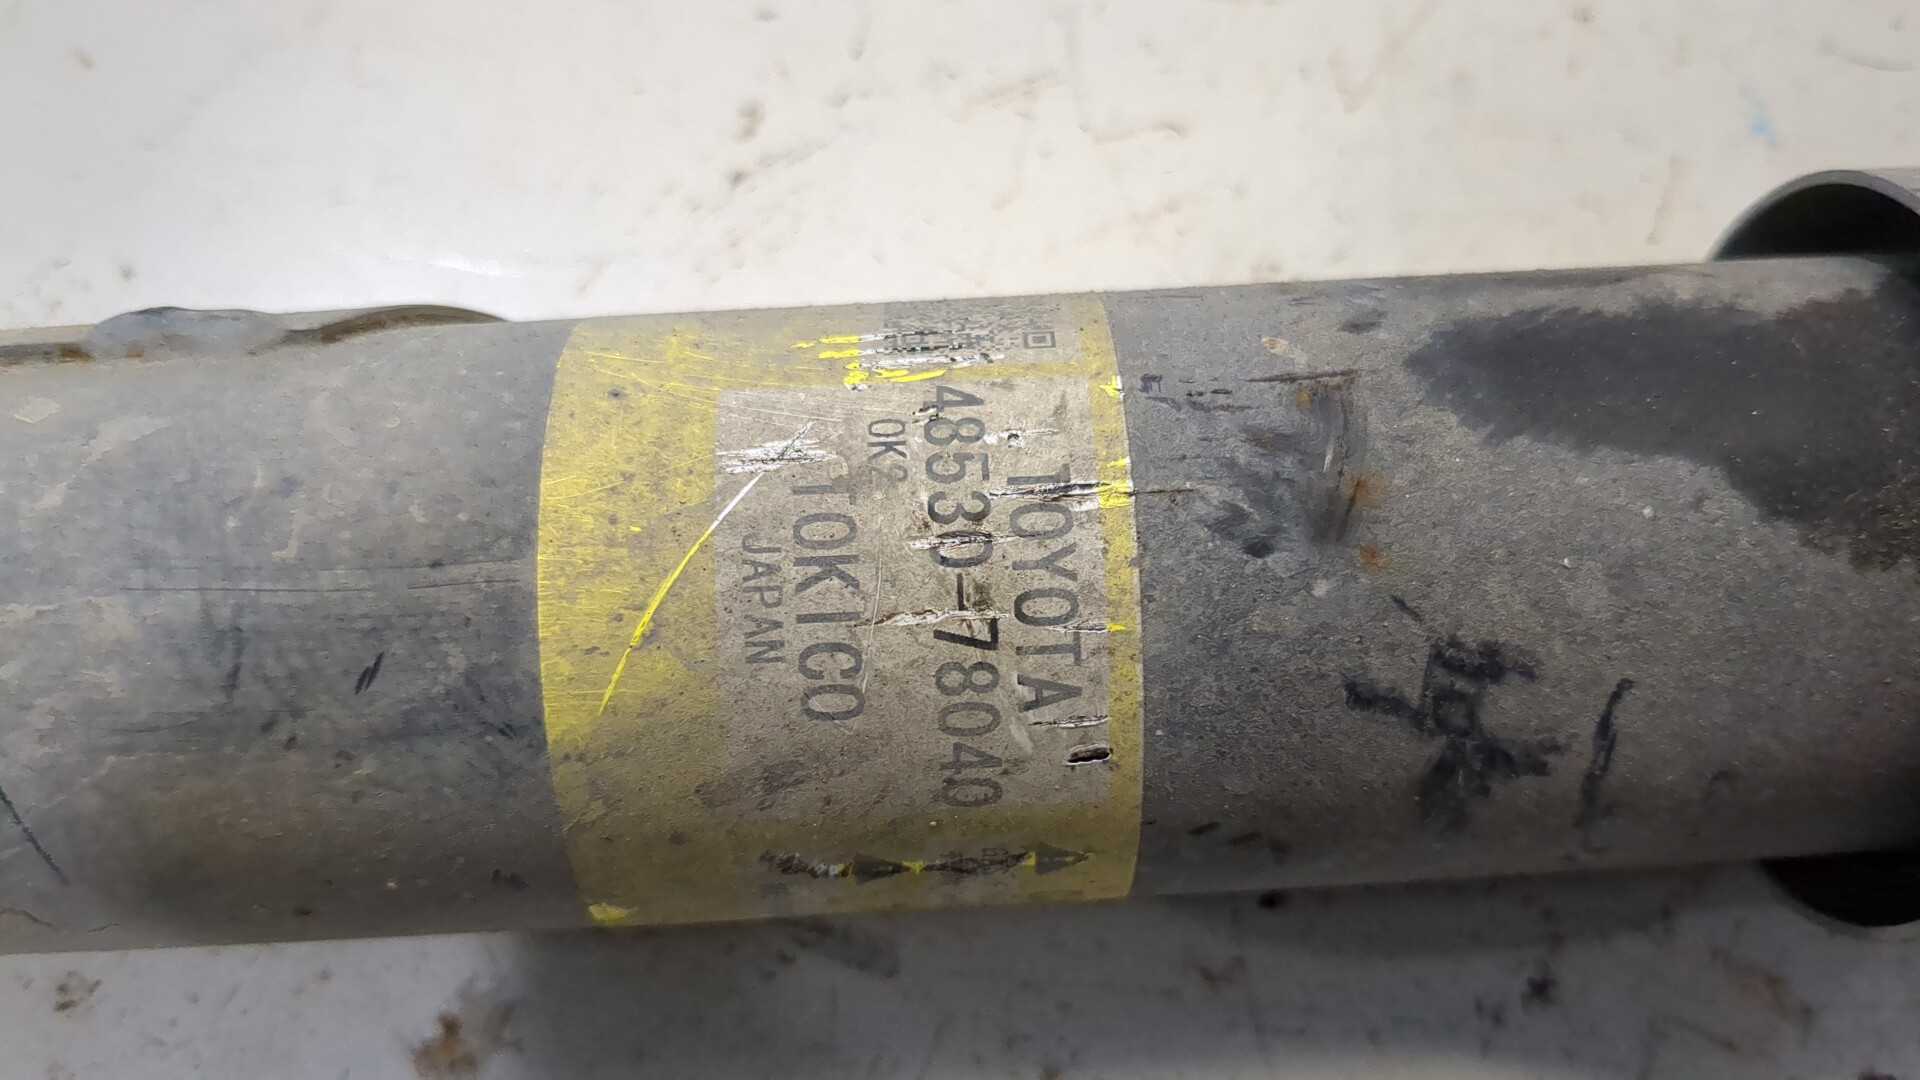 TOYOTA
48530-78040
OK2
TOKICO
JAPAN